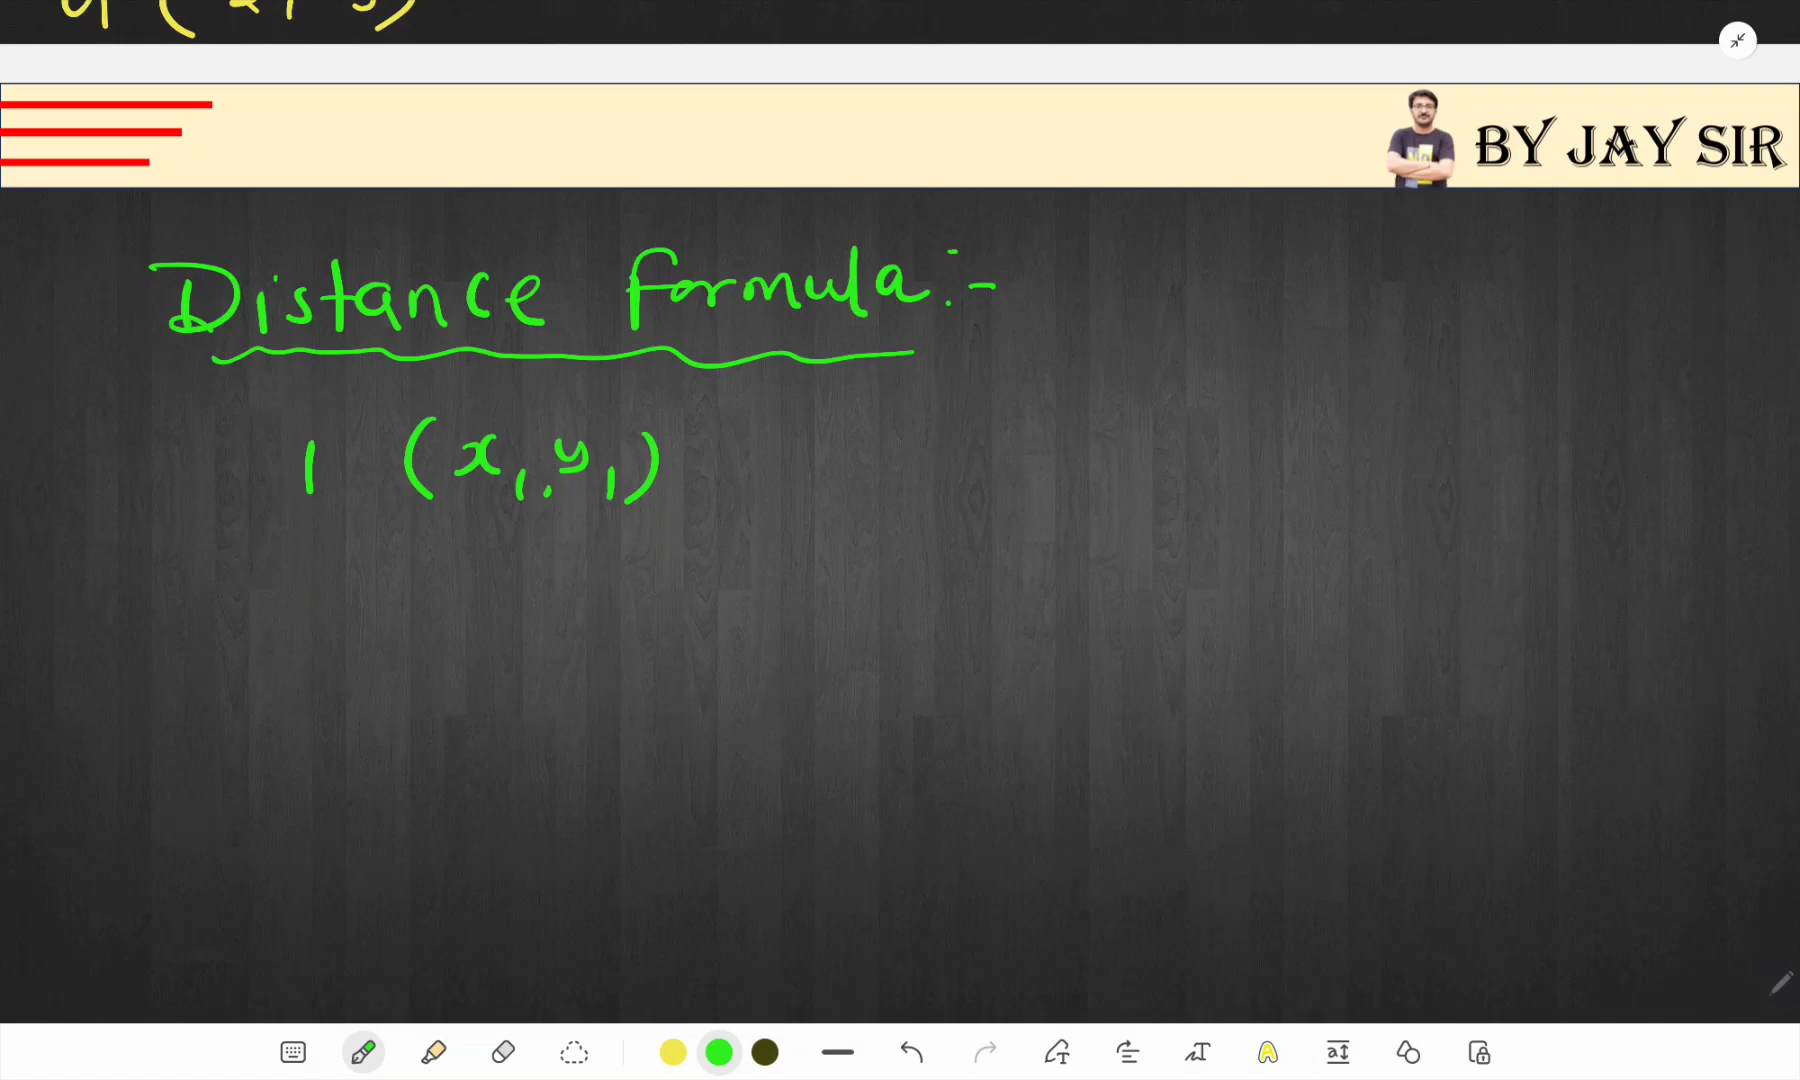 BY JAY SIR
Distance formula :-
1 (x₁, y₁)